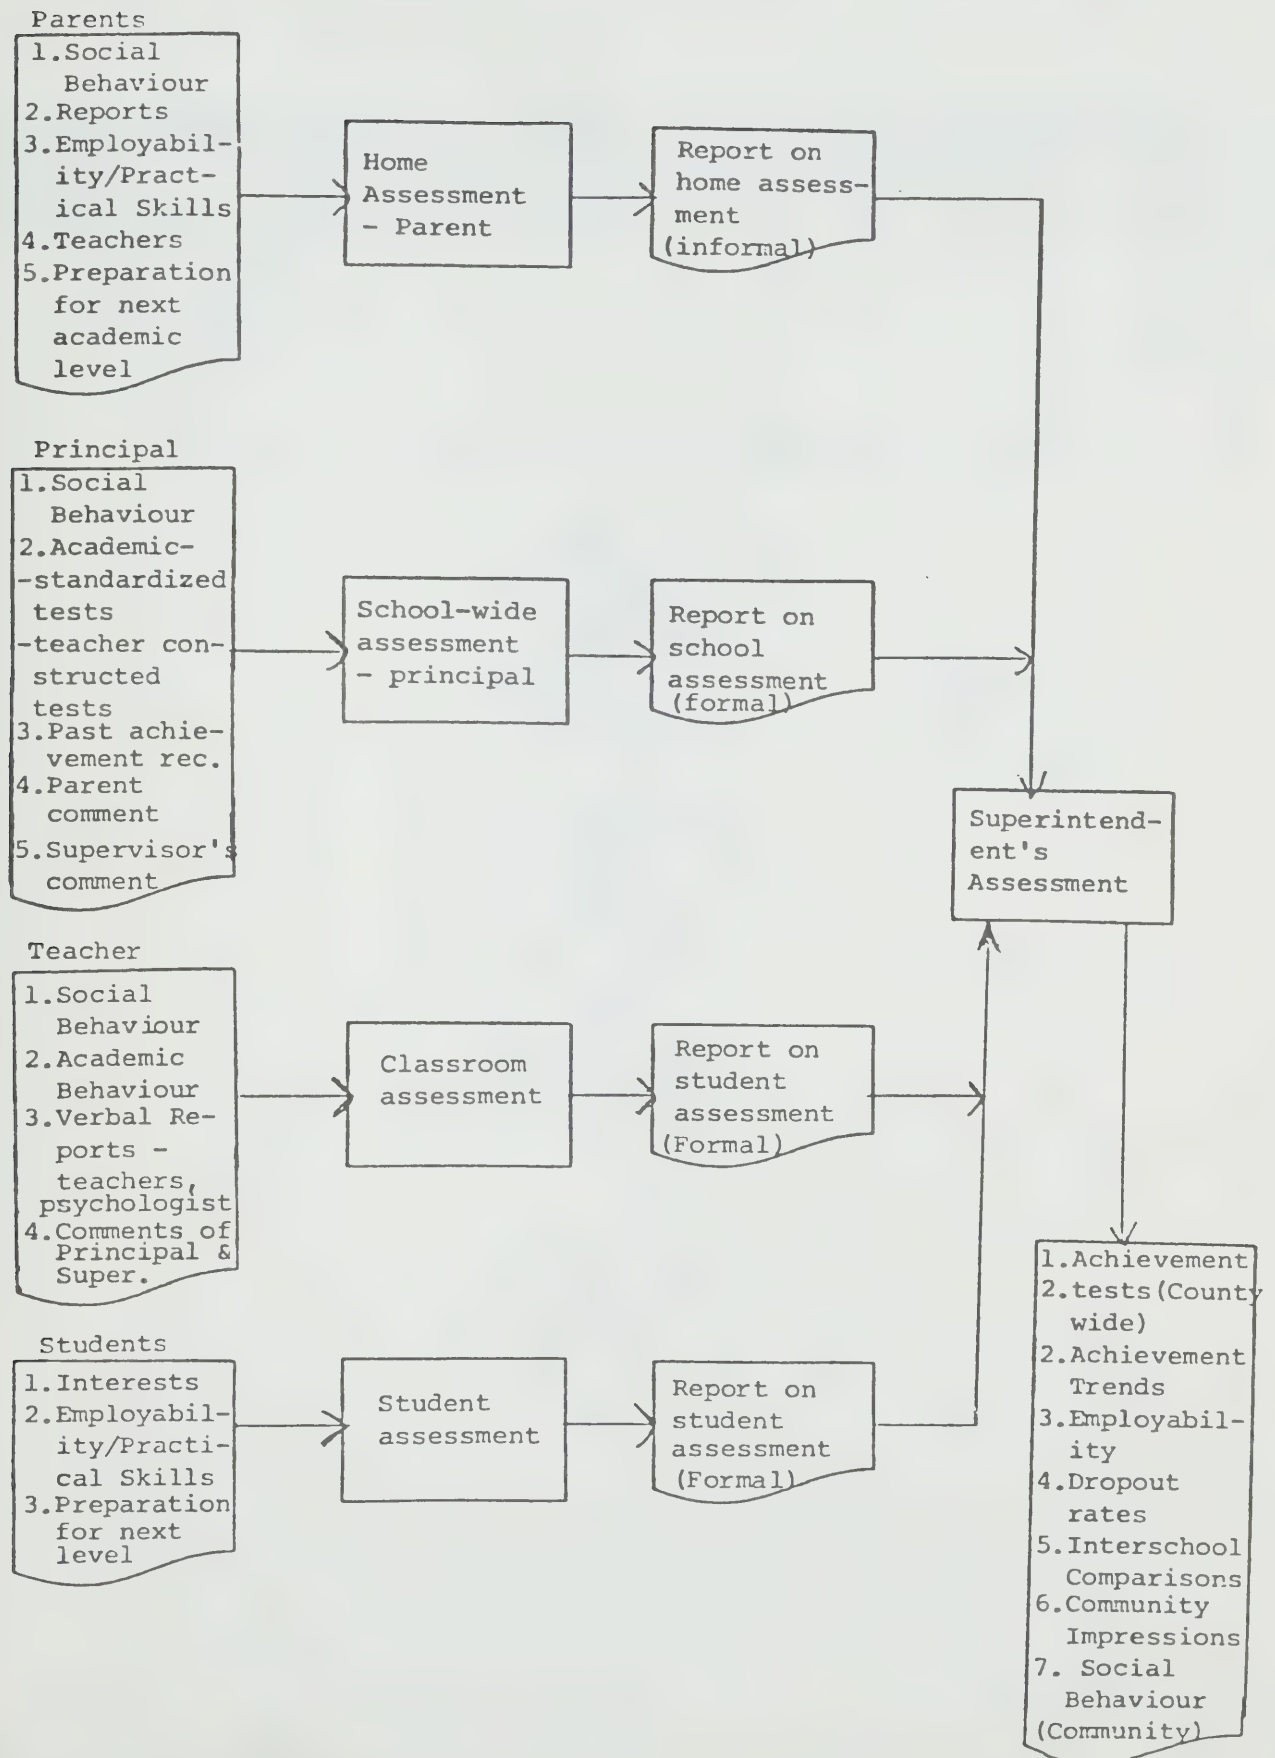 Parents
1.Social
Behaviour
2.Reports
3.Employabil-
ity/Pract-
ical Skills
4.Teachers
5.Preparation
for next
academic
level
Home
Assessment
- Parent
Report on
home assess-
ment
(informal)
Principal
1.Social
Behaviour
2.Academic-
-standardized
tests
-teacher con-
structed
tests
3.Past achie-
vement rec.
4.Parent
comment
5.Supervisor's
comment
School-wide
assessment
- principal
Report on
school
assessment
(formal)
Superintend-
ent's
Assessment
Teacher
1.Social
Behaviour
2.Academic
Behaviour
3.Verbal Re-
ports -
teachers,
psychologist
4.Comments of
Principal &
Super.
Classroom
assessment
Report on
student
assessment
(Formal)
Students
1.Interests
2.Employabil-
ity/Practi-
cal Skills
3.Preparation
for next
level
Student
assessment
Report on
student
assessment
(Formal)
1.Achievement
2.tests(County
wide)
2.Achievement
Trends
3.Employabil-
ity
4.Dropout
rates
5.Interschool
Comparisons
6.Community
Impressions
7. Social
Behaviour
(Community)